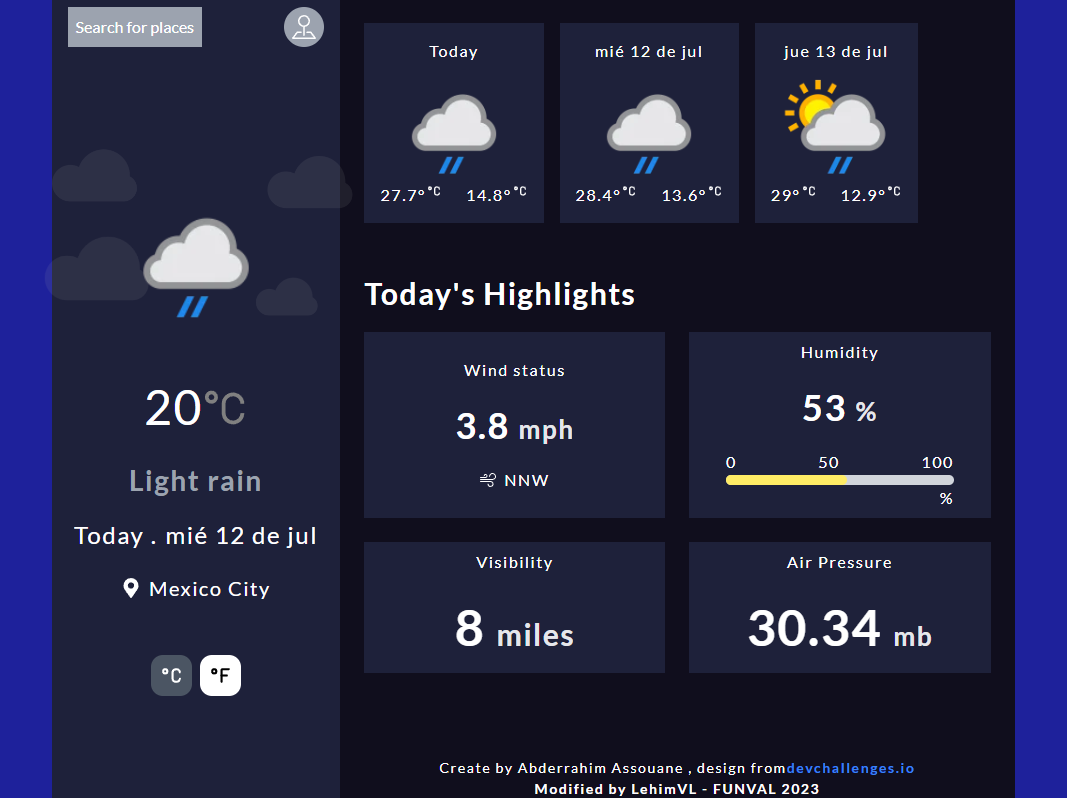 Search for places
20°C
Light rain
Today . mié 12 de jul
Mexico City
°C °F
Today
27.7° °C 14.8° °C
mié 12 de jul
28.4° °C 13.6° °C
jue 13 de jul
29° °C 12.9° °C
Today's Highlights
Wind status
3.8 mph
NNW
Humidity
53 %
0 50 100
%
Visibility
8 miles
Air Pressure
30.34 mb
Create by Abderrahim Assouane , design fromdevchallenges.io
Modified by LehimVL - FUNVAL 2023